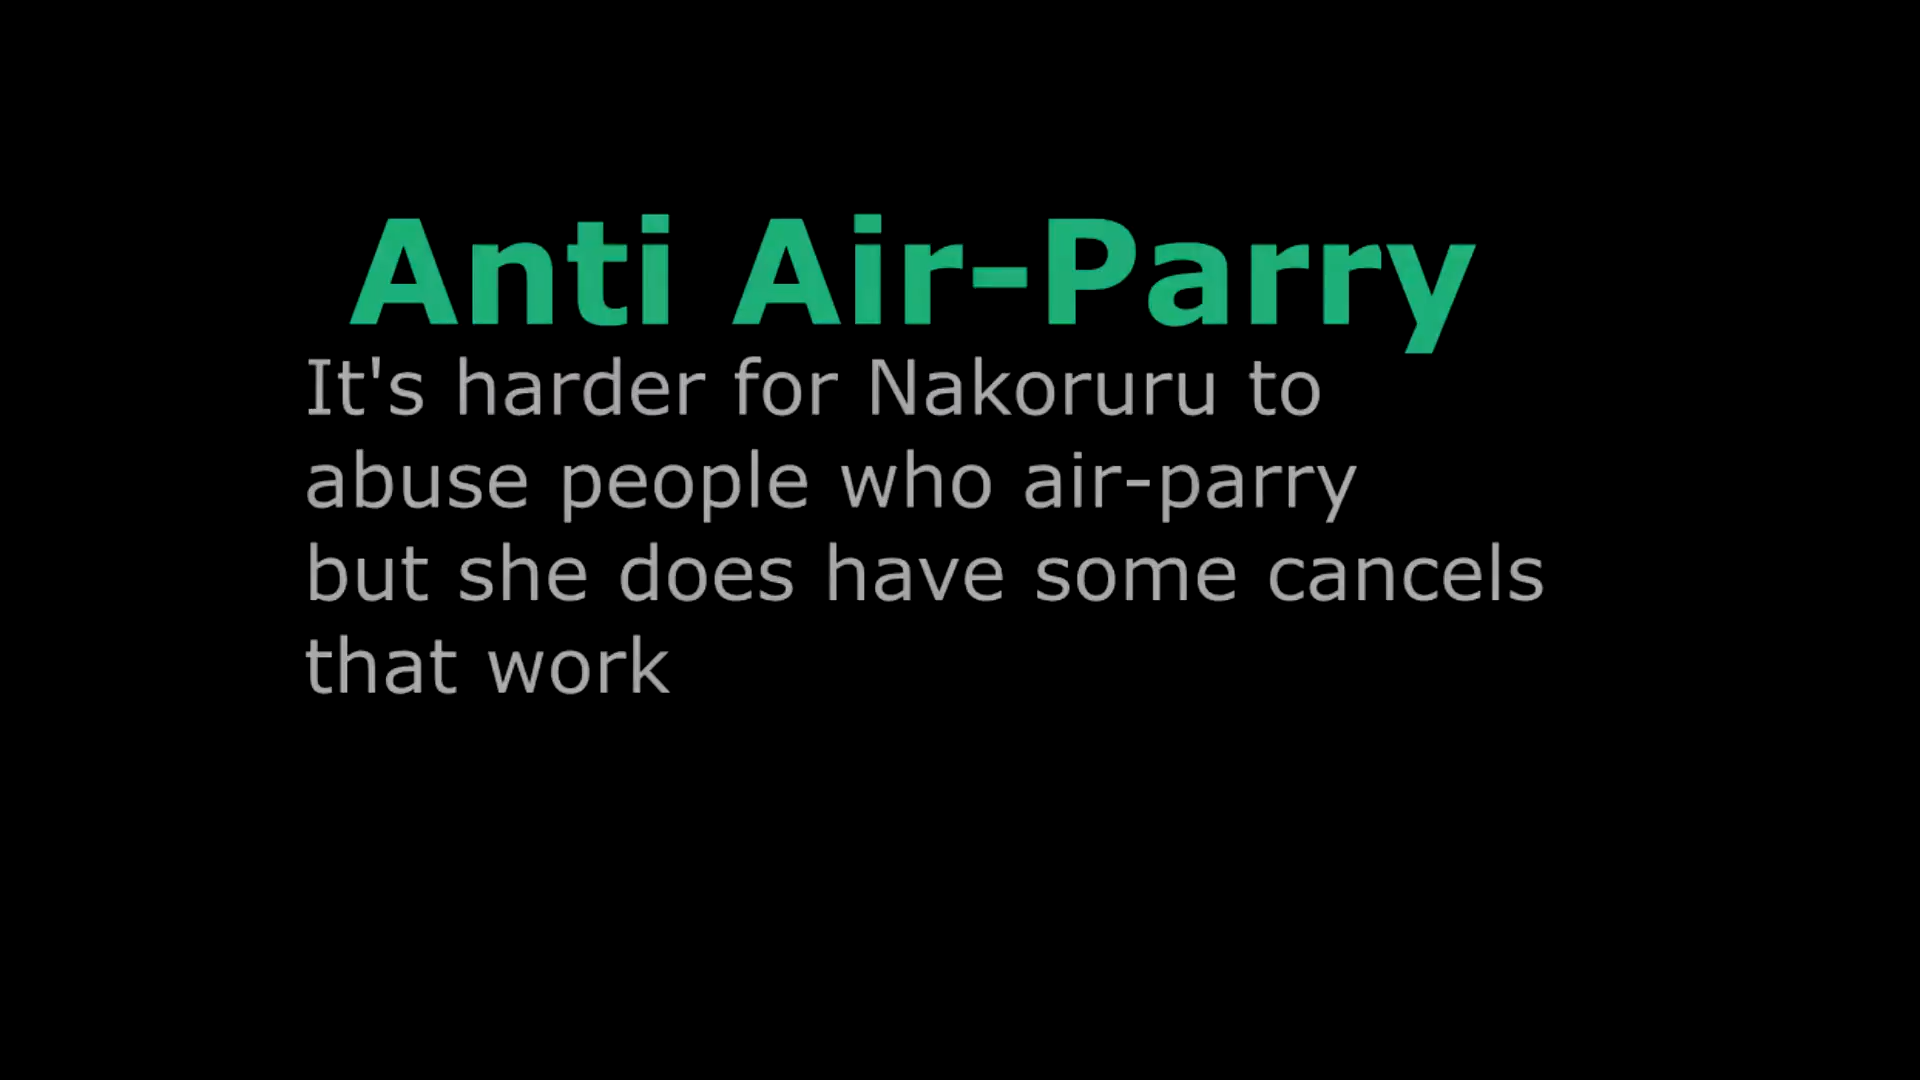 Anti Air-Parry
It's harder for Nakoruru to
abuse people who air-parry
but she does have some cancels
that work